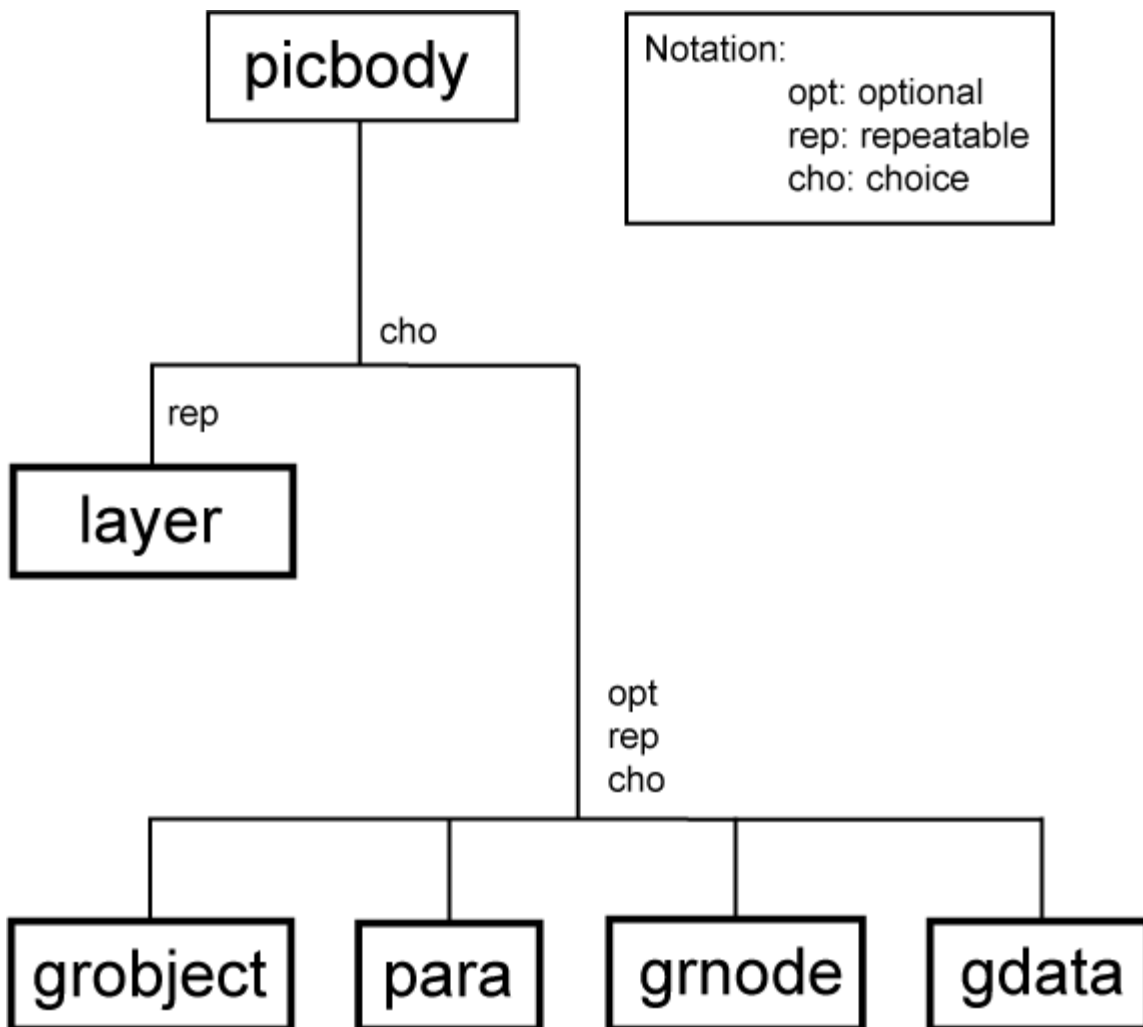 picbody
Notation:
opt: optional
rep: repeatable
cho: choice
cho
rep
layer
opt
rep
cho
grobject
para
grnode
gdata